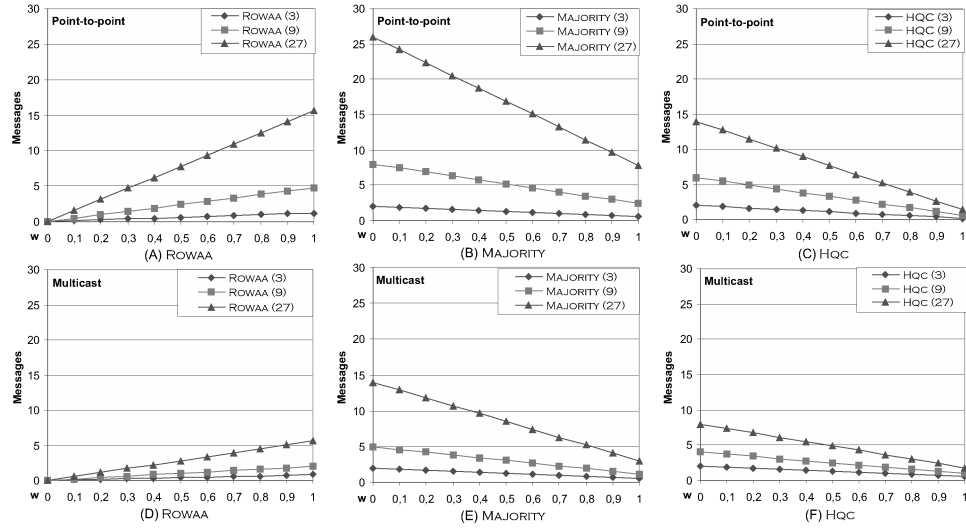 Point-to-point
ROWAA (3)
ROWAA (9)
ROWAA (27)
30
25
20
15
10
5
0
Messages
w 0 0,1 0,2 0,3 0,4 0,5 0,6 0,7 0,8 0,9 1
(A) ROWAA
Point-to-point
MAJORITY (3)
MAJORITY (9)
MAJORITY (27)
30
25
20
15
10
5
0
Messages
w 0 0,1 0,2 0,3 0,4 0,5 0,6 0,7 0,8 0,9 1
(B) MAJORITY
Point-to-point
HQC (3)
HQC (9)
HQC (27)
30
25
20
15
10
5
0
Messages
w 0 0,1 0,2 0,3 0,4 0,5 0,6 0,7 0,8 0,9 1
(C) HQC
Multicast
ROWAA (3)
ROWAA (9)
ROWAA (27)
30
25
20
15
10
5
0
Messages
w 0 0,1 0,2 0,3 0,4 0,5 0,6 0,7 0,8 0,9 1
(D) ROWAA
Multicast
MAJORITY (3)
MAJORITY (9)
MAJORITY (27)
30
25
20
15
10
5
0
Messages
w 0 0,1 0,2 0,3 0,4 0,5 0,6 0,7 0,8 0,9 1
(E) MAJORITY
Multicast
HQC (3)
HQC (9)
HQC (27)
30
25
20
15
10
5
0
Messages
w 0 0,1 0,2 0,3 0,4 0,5 0,6 0,7 0,8 0,9 1
(F) HQC